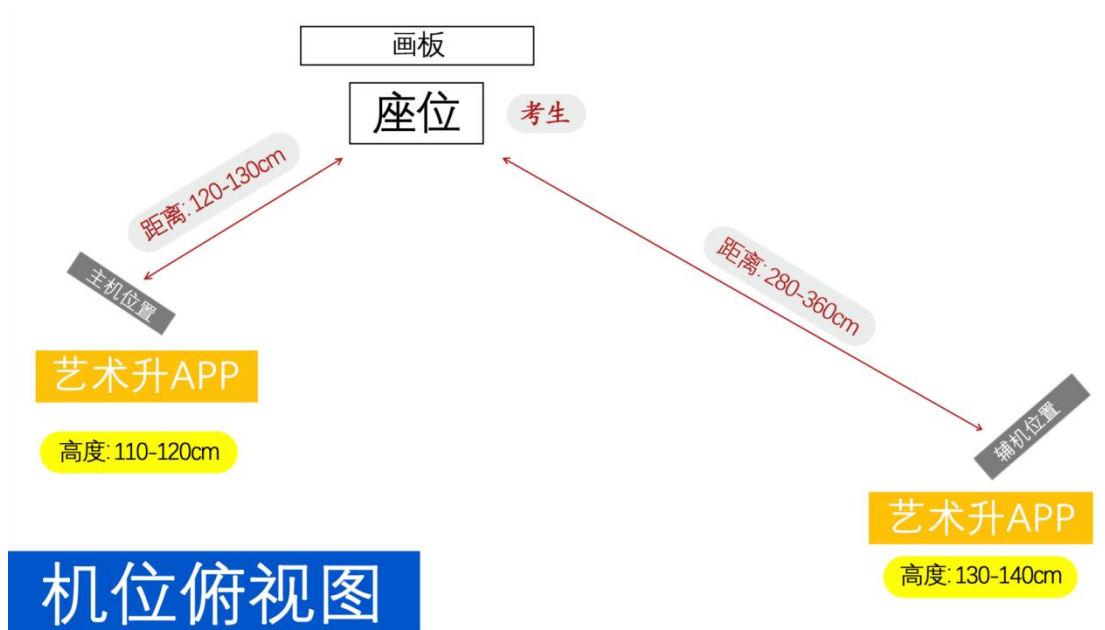 画板
座位
考生
距离: 120-130cm
距离: 280-360cm
主机位置
艺术升APP
高度: 110-120cm
辅机位置
艺术升APP
高度: 130-140cm
机位俯视图